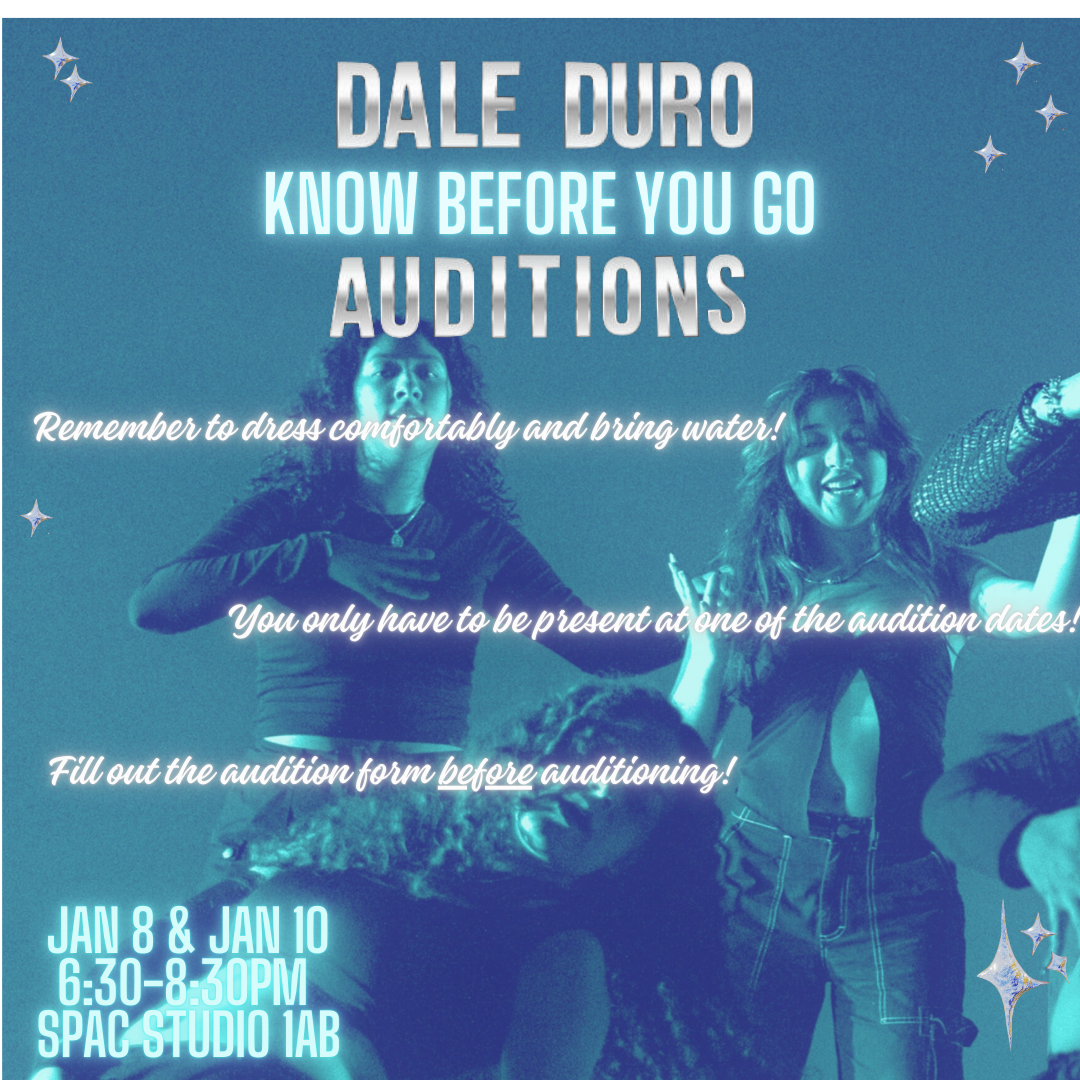 DALE DURO
KNOW BEFORE YOU GO
AUDITIONS
Remember to dress comfortably and bring water!
You only have to be present at one of the audition dates!
Fill out the audition form before auditioning!
JAN 8 & JAN 10
6:30-8:30PM
SPAC STUDIO 1AB